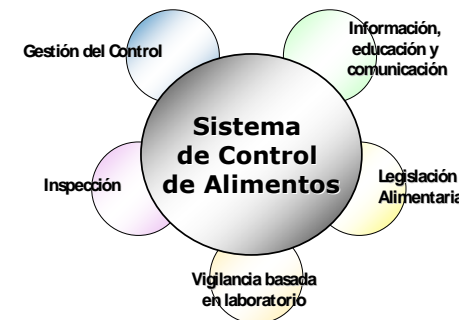 Gestión del Control
Información,
educación y
comunicación
Sistema
de Control
de Alimentos
Inspección
Legislación
Alimentaria
Vigilancia basada
en laboratorio